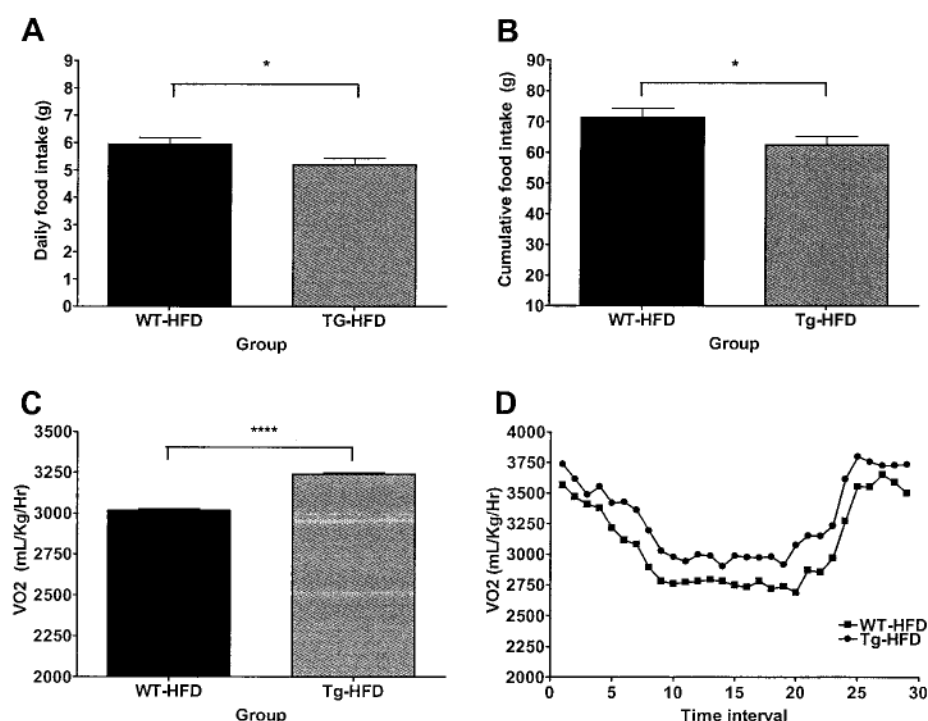 A
9
8
7
6
5
4
3
2
1
0
Daily food intake (g)
*
WT-HFD
TG-HFD
Group
B
90
80
70
60
50
40
30
20
10
Cumulative food intake (g)
*
WT-HFD
Tg-HFD
Group
C
3500
3250
3000
2750
2500
2250
2000
VO2 (mL/Kg/Hr)
****
WT-HFD
Tg-HFD
Group
D
4000
3750
3500
3250
3000
2750
2500
2250
2000
VO2 (mL/Kg/Hr)
WT-HFD
Tg-HFD
0 5 10 15 20 25 30
Time interval